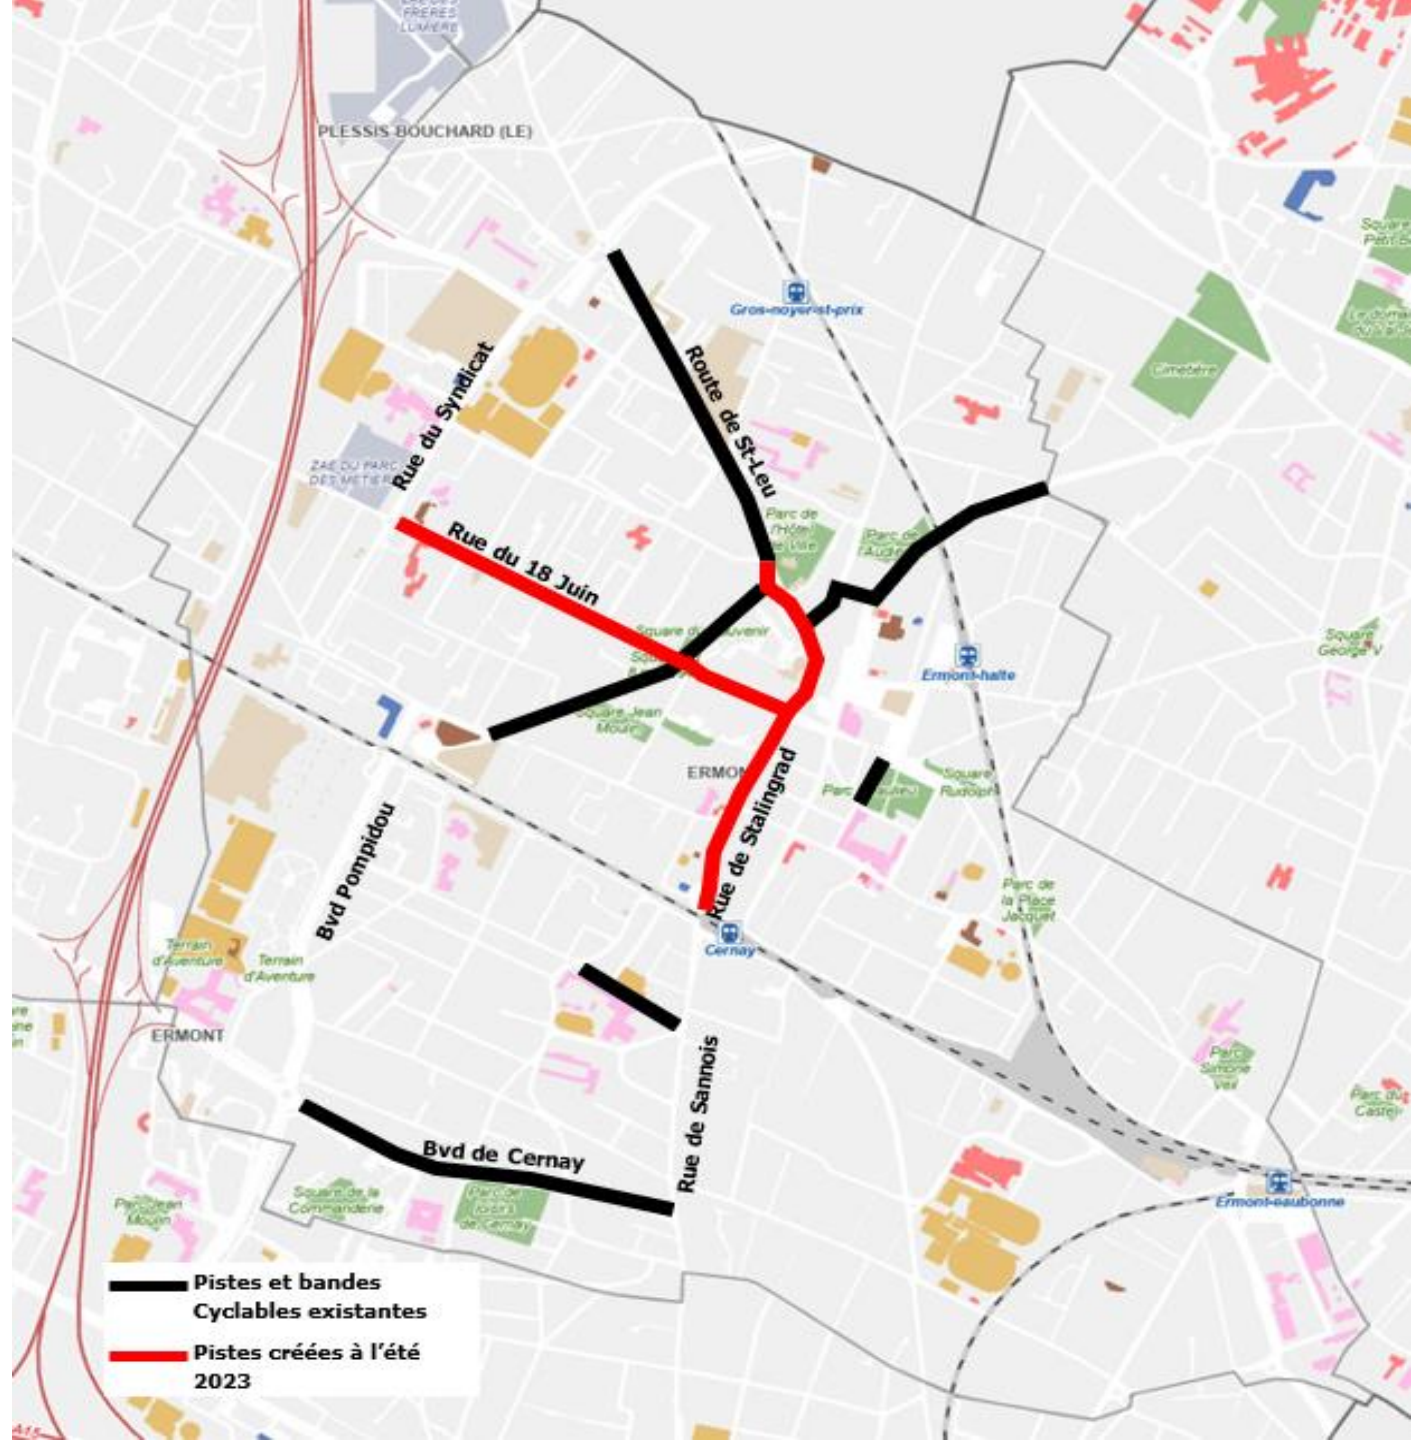 FRÈRES
LUMIÈRE
PLESSIS-BOUCHARD (LE)
Square
Gros-noyer-st-prix
Cimetière
Route de St-Leu
Rue du Syndicat
ZAE DU PARC
DES METIERS
Parc de
l'Hôtel
de Ville
Parc de
Rue du 18 Juin
Square
George V
Ermont-halte
Square Jean
Moulin
ERMONT
Parc
Square
Rudolph
Rue de Stalingrad
Bvd Pompidou
Parc de
la Place
Jacquet
Cernay
Terrain
d'Aventure
Terrain
d'Aventure
ERMONT
Rue de Sannois
Parc
Simone
Veil
Parc du
Castel
Bvd de Cernay
Square de la
Commanderie
Parc de
loisirs
de Cernay
Parc Jean
Moulin
Ermont-eaubonne
Pistes et bandes
Cyclables existantes
Pistes créées à l'été
2023
A15